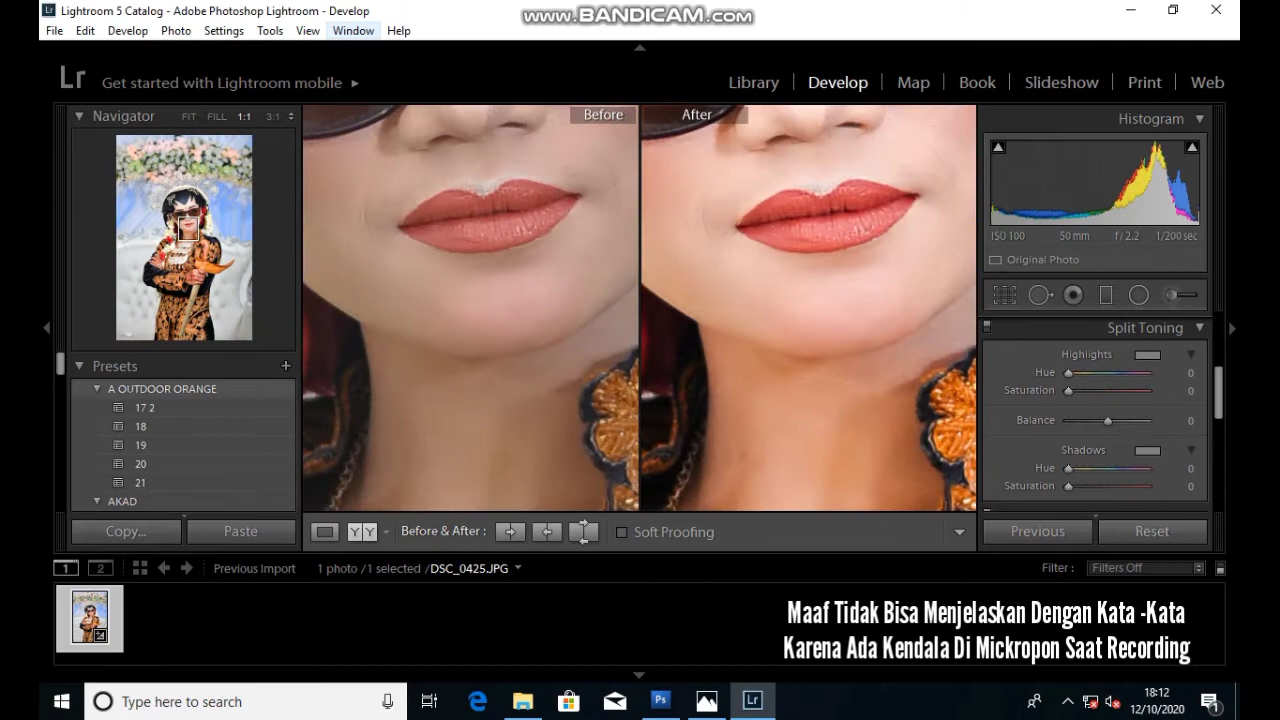 Lr Lightroom 5 Catalog - Adobe Photoshop Lightroom - Develop
www.BANDICAM.com
File Edit Develop Photo Settings Tools View Window Help
Lr Get started with Lightroom mobile
Library Develop Map Book Slideshow Print Web
Navigator FIT FILL 1:1 3:1
Before After
Histogram
ISO 100 50 mm f / 2.2 1/200 sec
Original Photo
Split Toning
Highlights
Hue 0
Saturation 0
Balance 0
Shadows
Hue 0
Saturation 0
Presets +
A OUTDOOR ORANGE
17 2
18
19
20
21
AKAD
Copy... Paste
Y Y Before & After : Soft Proofing
Previous Reset
1 2 Previous Import 1 photo / 1 selected / DSC_0425.JPG
Filter : Filters Off
Maaf Tidak Bisa Menjelaskan Dengan Kata -Kata
Karena Ada Kendala Di Mickropon Saat Recording
Type here to search
Ps Lr
18:12
12/10/2020
1